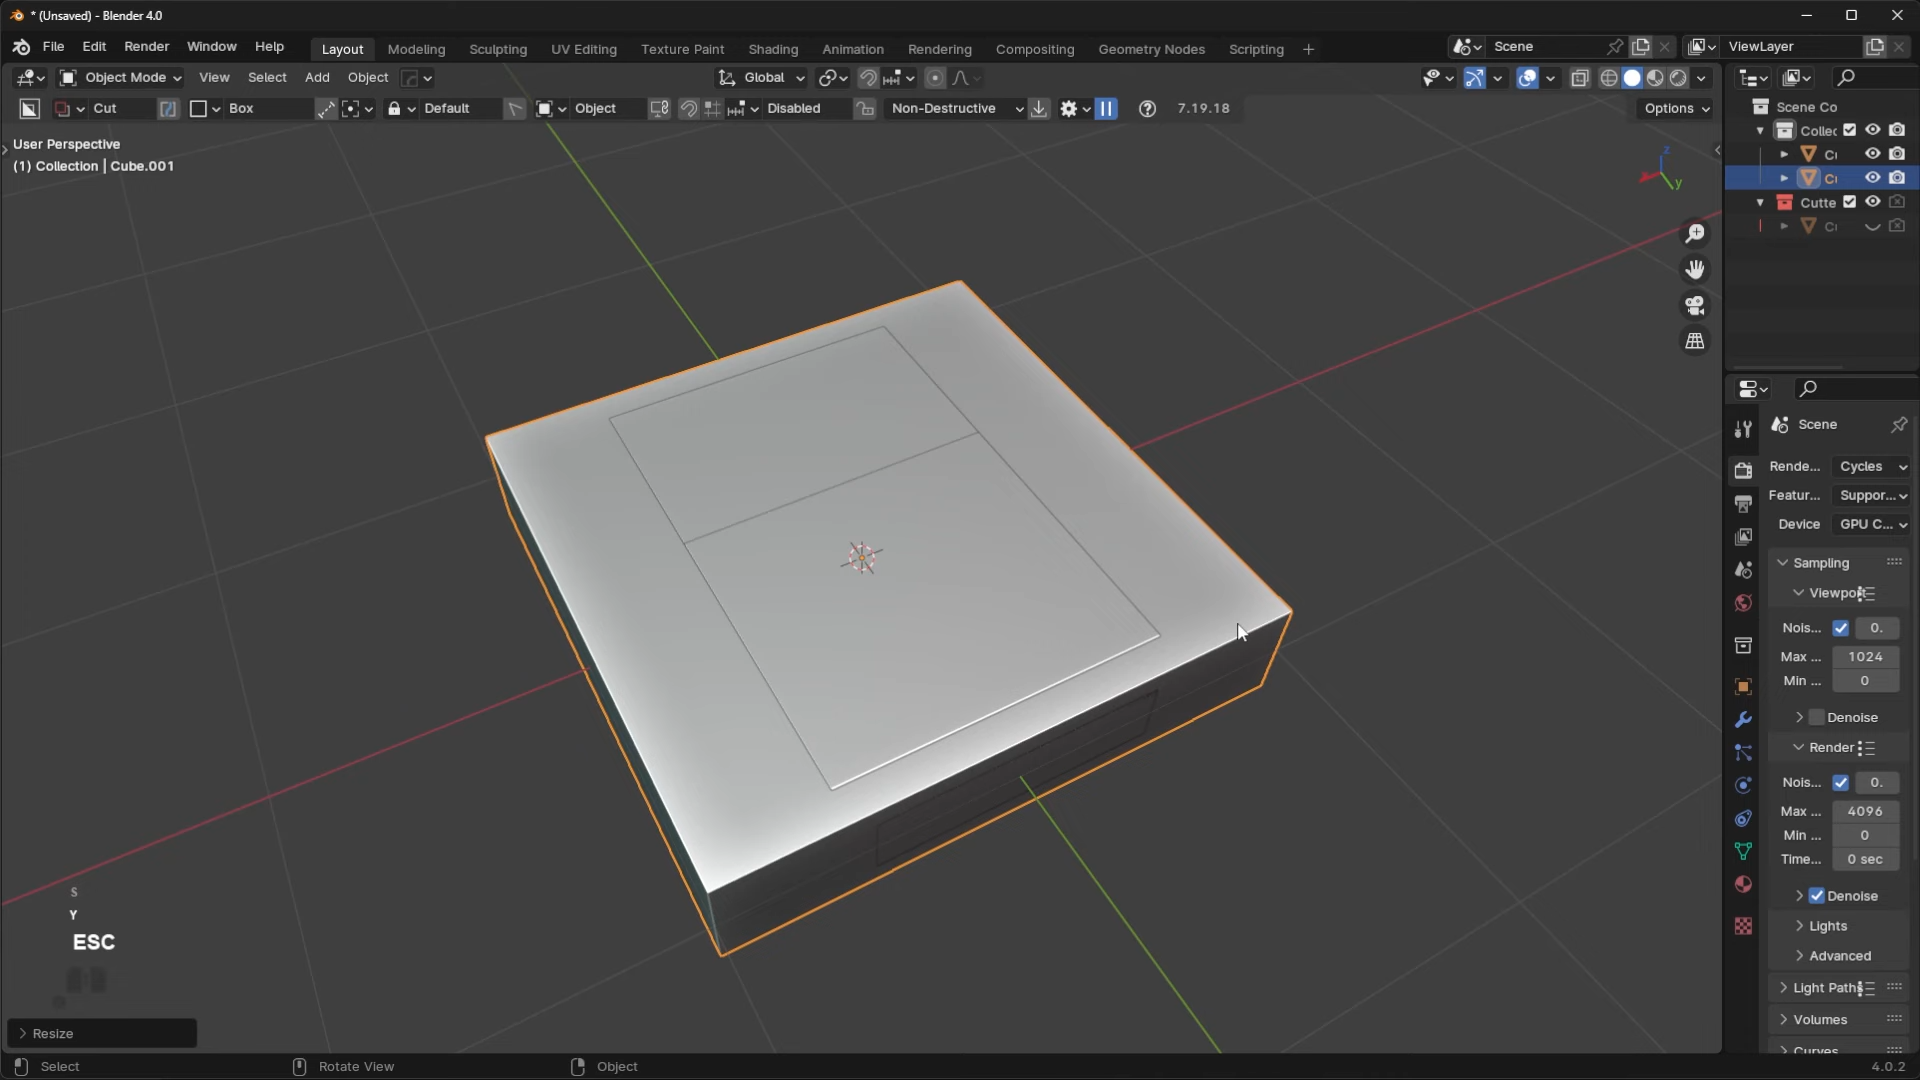 * (Unsaved) - Blender 4.0
File Edit Render Window Help Layout Modeling Sculpting UV Editing Texture Paint Shading Animation Rendering Compositing Geometry Nodes Scripting + Scene ViewLayer
Object Mode View Select Add Object Global
Cut Box Default Object Disabled Non-Destructive 7.19.18 Options
User Perspective
(1) Collection | Cube.001
Z
y
S
Y
ESC
Resize
Select Rotate View Object 4.0.2
Scene Co
Collec
Cu
Cu
Cutte
Cu
Scene
Rende... Cycles
Featur... Suppor...
Device GPU C...
Sampling
Viewport
Nois... 0.
Max ... 1024
Min ... 0
Denoise
Render
Nois... 0.
Max ... 4096
Min ... 0
Time... 0 sec
Denoise
Lights
Advanced
Light Paths
Volumes
Curves